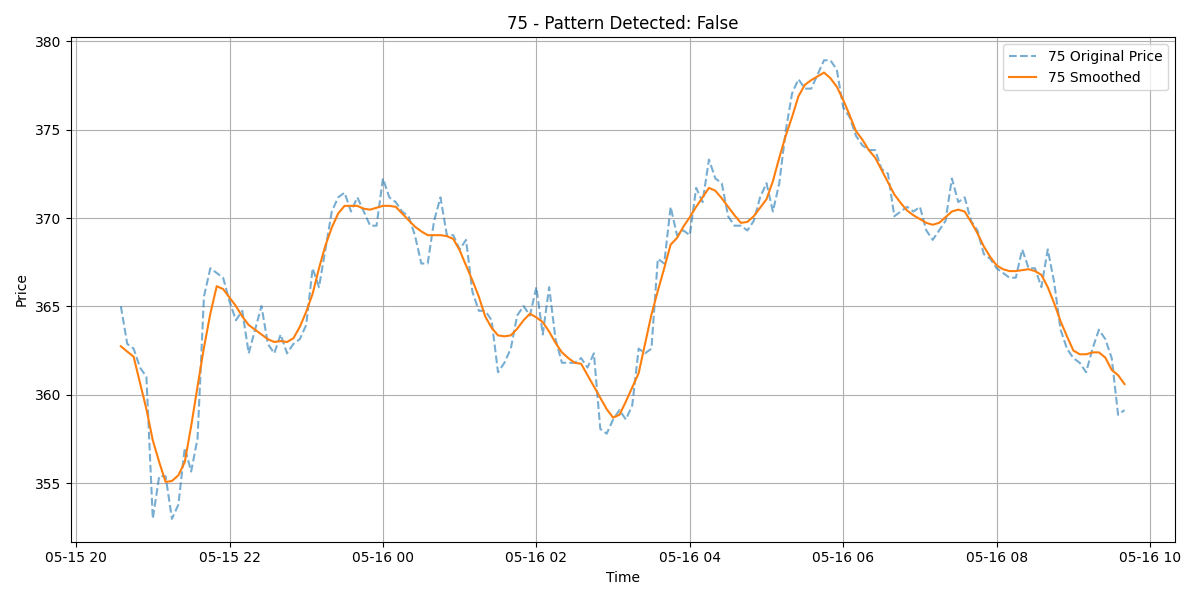 75 - Pattern Detected: False
380
375
370
365
360
355
Price
75 Original Price
75 Smoothed
05-15 20
05-15 22
05-16 00
05-16 02
05-16 04
05-16 06
05-16 08
05-16 10
Time